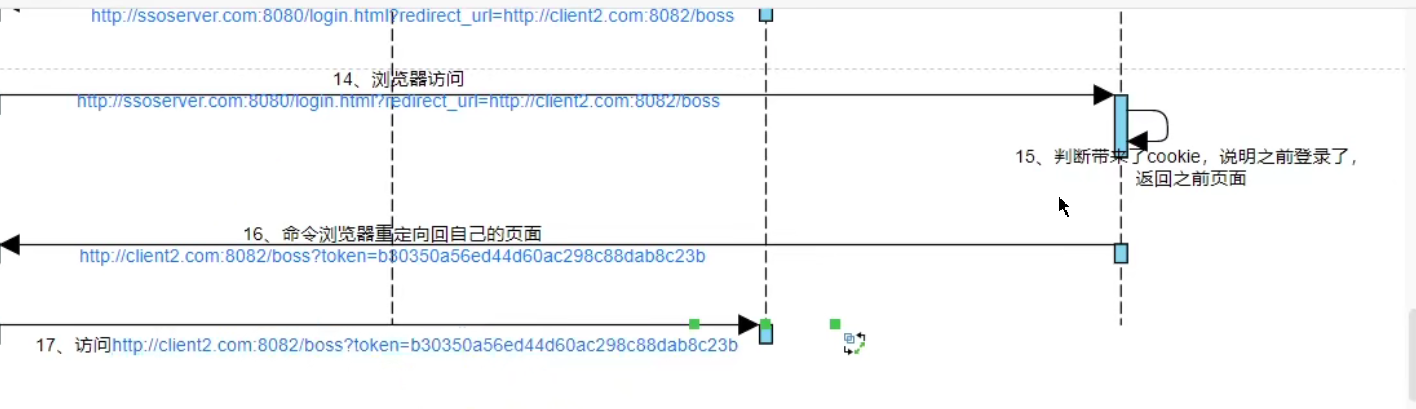 http://ssoserver.com:8080/login.html?redirect_url=http://client2.com:8082/boss
14、浏览器访问
http://ssoserver.com:8080/login.html?redirect_url=http://client2.com:8082/boss
15、判断带来了cookie，说明之前登录了，
返回之前页面
16、命令浏览器重定向回自己的页面
http://client2.com:8082/boss?token=b30350a56ed44d60ac298c88dab8c23b
17、访问http://client2.com:8082/boss?token=b30350a56ed44d60ac298c88dab8c23b